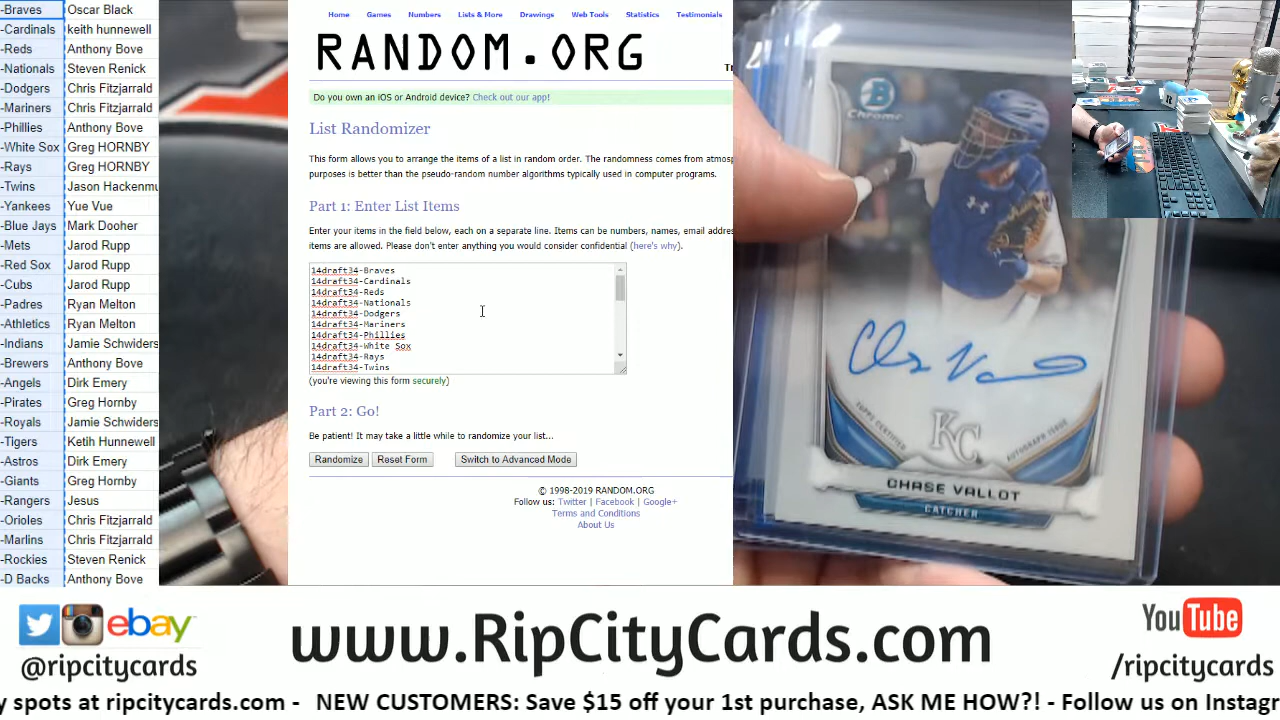 -Braves Oscar Black
-Cardinals keith hunnewell
-Reds Anthony Bove
-Nationals Steven Renick
-Dodgers Chris Fitzjarrald
-Mariners Chris Fitzjarrald
-Phillies Anthony Bove
-White Sox Greg HORNBY
-Rays Greg HORNBY
-Twins Jason Hackenmu
-Yankees Yue Vue
-Blue Jays Mark Dooher
-Mets Jarod Rupp
-Red Sox Jarod Rupp
-Cubs Jarod Rupp
-Padres Ryan Melton
-Athletics Ryan Melton
-Indians Jamie Schwiders
-Brewers Anthony Bove
-Angels Dirk Emery
-Pirates Greg Hornby
-Royals Jamie Schwiders
-Tigers Ketih Hunnewell
-Astros Dirk Emery
-Giants Greg Hornby
-Rangers Jesus
-Orioles Chris Fitzjarrald
-Marlins Chris Fitzjarrald
-Rockies Steven Renick
-D Backs Anthony Bove
Home Games Numbers Lists & More Drawings Web Tools Statistics Testimonials
RANDOM.ORG
Do you own an iOS or Android device? Check out our app!
List Randomizer
This form allows you to arrange the items of a list in random order. The randomness comes from atmosp
purposes is better than the pseudo-random number algorithms typically used in computer programs.
Part 1: Enter List Items
Enter your items in the field below, each on a separate line. Items can be numbers, names, email addre
items are allowed. Please don't enter anything you would consider confidential (here's why).
14draft34-Braves
14draft34-Cardinals
14draft34-Reds
14draft34-Nationals
14draft34-Dodgers
14draft34-Mariners
14draft34-Phillies
14draft34-White Sox
14draft34-Rays
14draft34-Twins
(you're viewing this form securely)
Part 2: Go!
Be patient! It may take a little while to randomize your list...
Randomize Reset Form Switch to Advanced Mode
© 1998-2019 RANDOM.ORG
Follow us: Twitter | Facebook | Google+
Terms and Conditions
About Us
B
Chrome
TOPPS CERTIFIED
KC
AUTOGRAPH ISSUE
CHASE VALLOT
CATCHER
ebay
@ripcitycards
www.RipCityCards.com
YouTube
/ripcitycards
y spots at ripcitycards.com - NEW CUSTOMERS: Save $15 off your 1st purchase, ASK ME HOW?! - Follow us on Instagr